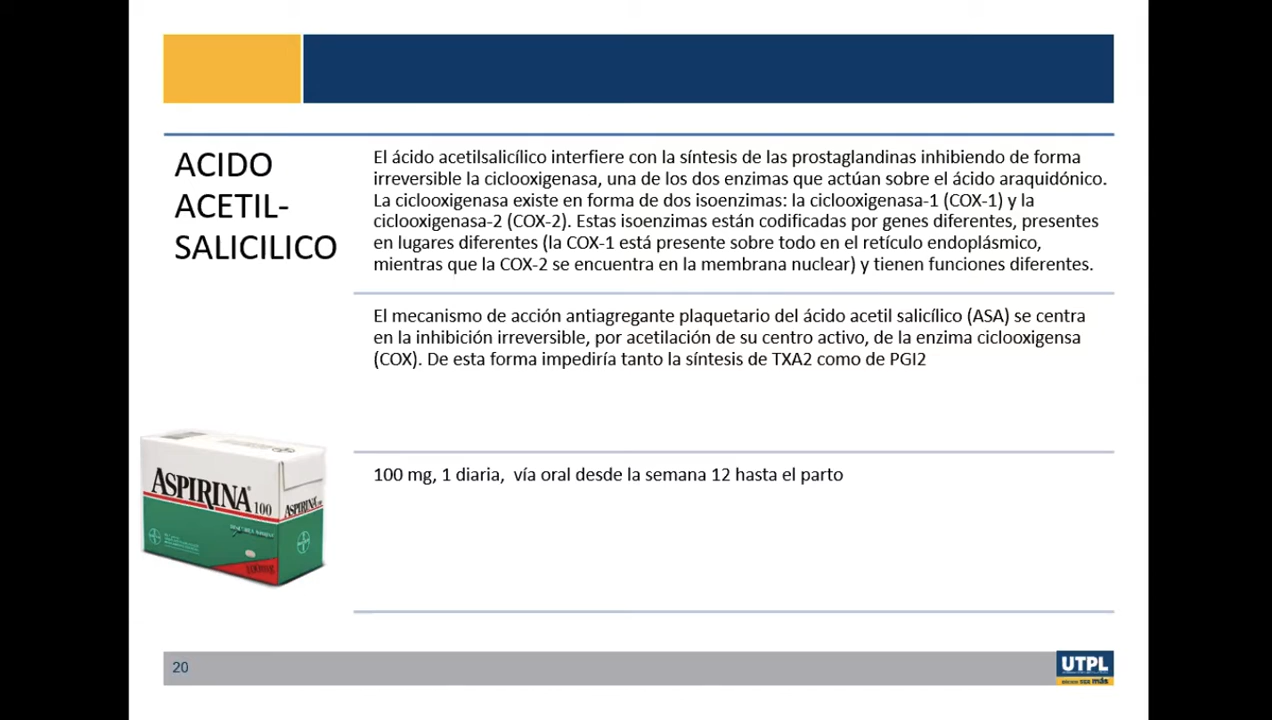 ACIDO
ACETIL-
SALICILICO
El ácido acetilsalicílico interfiere con la síntesis de las prostaglandinas inhibiendo de forma
irreversible la ciclooxigenasa, una de los dos enzimas que actúan sobre el ácido araquidónico.
La ciclooxigenasa existe en forma de dos isoenzimas: la ciclooxigenasa-1 (COX-1) y la
ciclooxigenasa-2 (COX-2). Estas isoenzimas están codificadas por genes diferentes, presentes
en lugares diferentes (la COX-1 está presente sobre todo en el retículo endoplásmico,
mientras que la COX-2 se encuentra en la membrana nuclear) y tienen funciones diferentes.
El mecanismo de acción antiagregante plaquetario del ácido acetil salicílico (ASA) se centra
en la inhibición irreversible, por acetilación de su centro activo, de la enzima ciclooxigensa
(COX). De esta forma impediría tanto la síntesis de TXA2 como de PGI2
100 mg, 1 diaria, vía oral desde la semana 12 hasta el parto
ASPIRINA® 100
ASPIRINA
20
UTPL